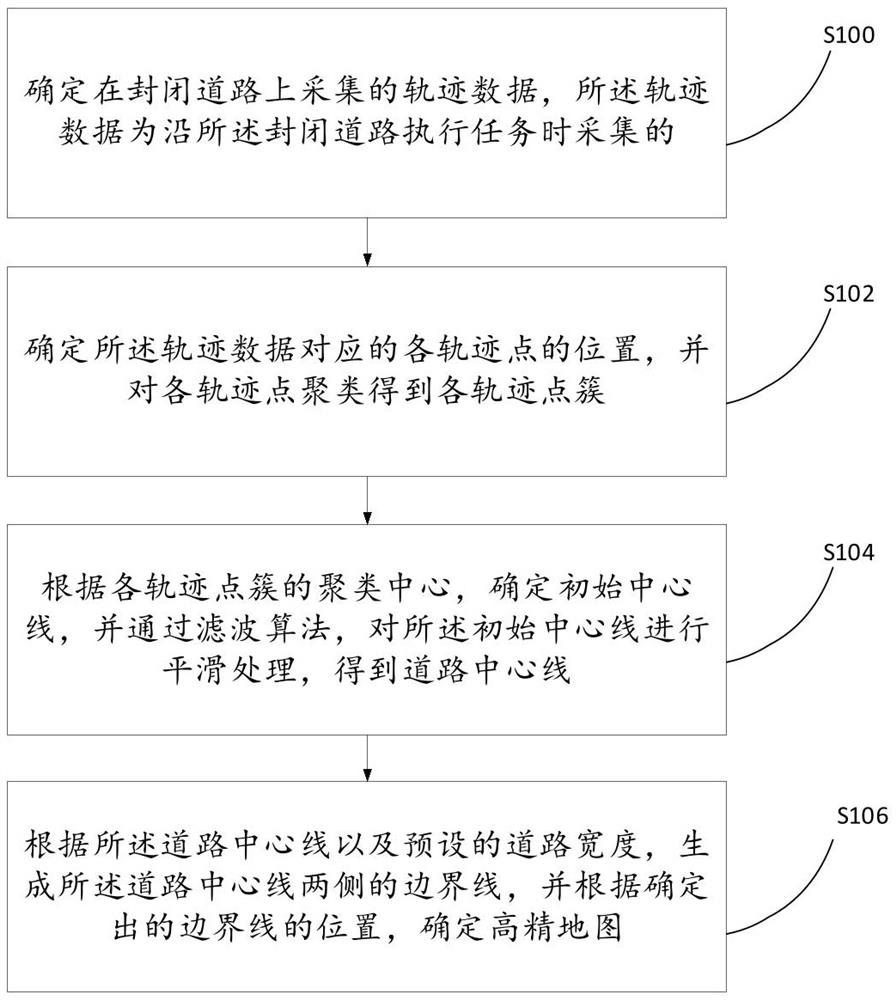 S100
确定在封闭道路上采集的轨迹数据，所述轨迹
数据为沿所述封闭道路执行任务时采集的
S102
确定所述轨迹数据对应的各轨迹点的位置，并
对各轨迹点聚类得到各轨迹点簇
S104
根据各轨迹点簇的聚类中心，确定初始中心
线，并通过滤波算法，对所述初始中心线进行
平滑处理，得到道路中心线
S106
根据所述道路中心线以及预设的道路宽度，生
成所述道路中心线两侧的边界线，并根据确定
出的边界线的位置，确定高精地图